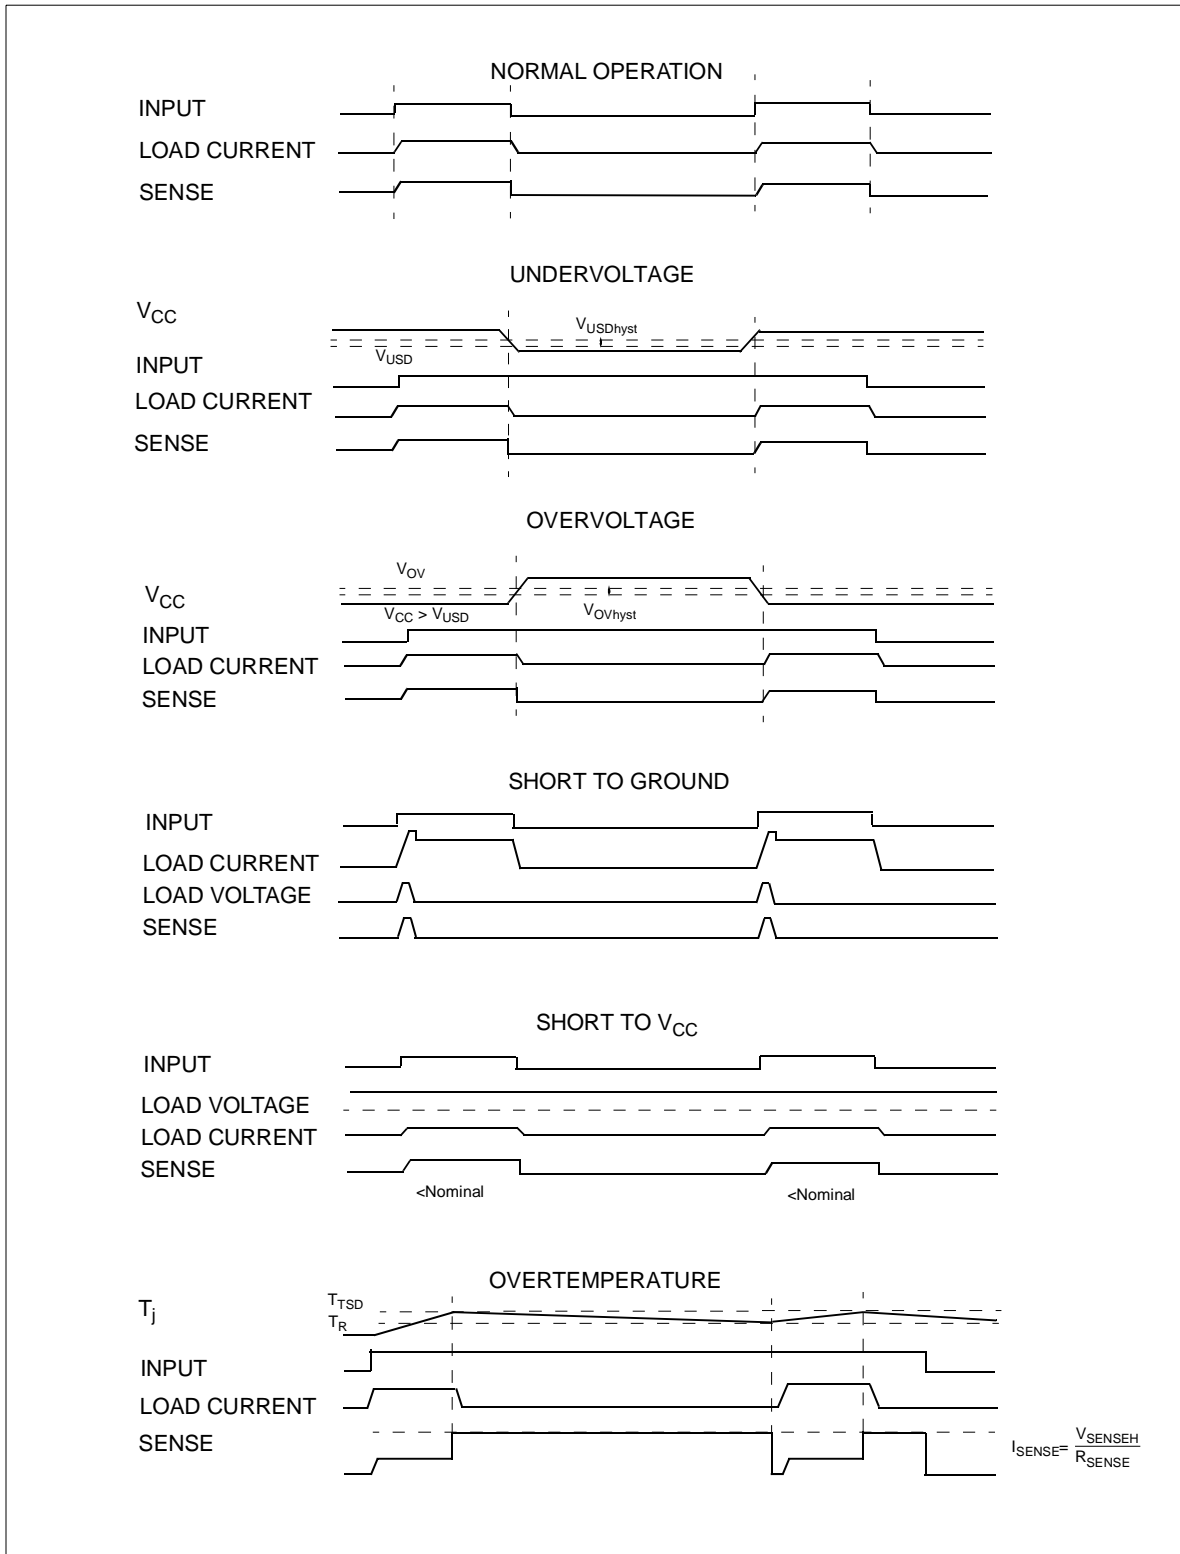 NORMAL OPERATION
INPUT
LOAD CURRENT
SENSE
UNDERVOLTAGE
VCC
VUSDhyst
VUSD
INPUT
LOAD CURRENT
SENSE
OVERVOLTAGE
VOV
VCC
VCC > VUSD
VOVhyst
INPUT
LOAD CURRENT
SENSE
SHORT TO GROUND
INPUT
LOAD CURRENT
LOAD VOLTAGE
SENSE
SHORT TO VCC
INPUT
LOAD VOLTAGE
LOAD CURRENT
SENSE
<Nominal
<Nominal
OVERTEMPERATURE
Tj
TTSD
TR
INPUT
LOAD CURRENT
SENSE
ISENSE= VSENSEH
RSENSE